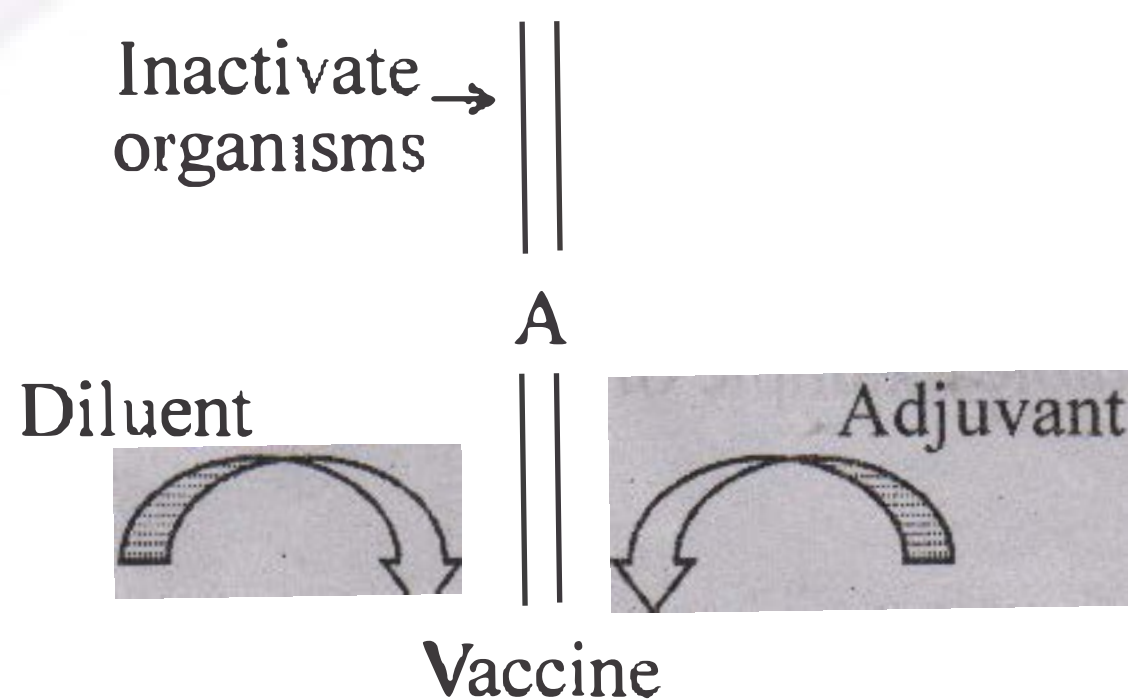 Inactivate
organisms
A
Diluent
Adjuvant
Vaccine